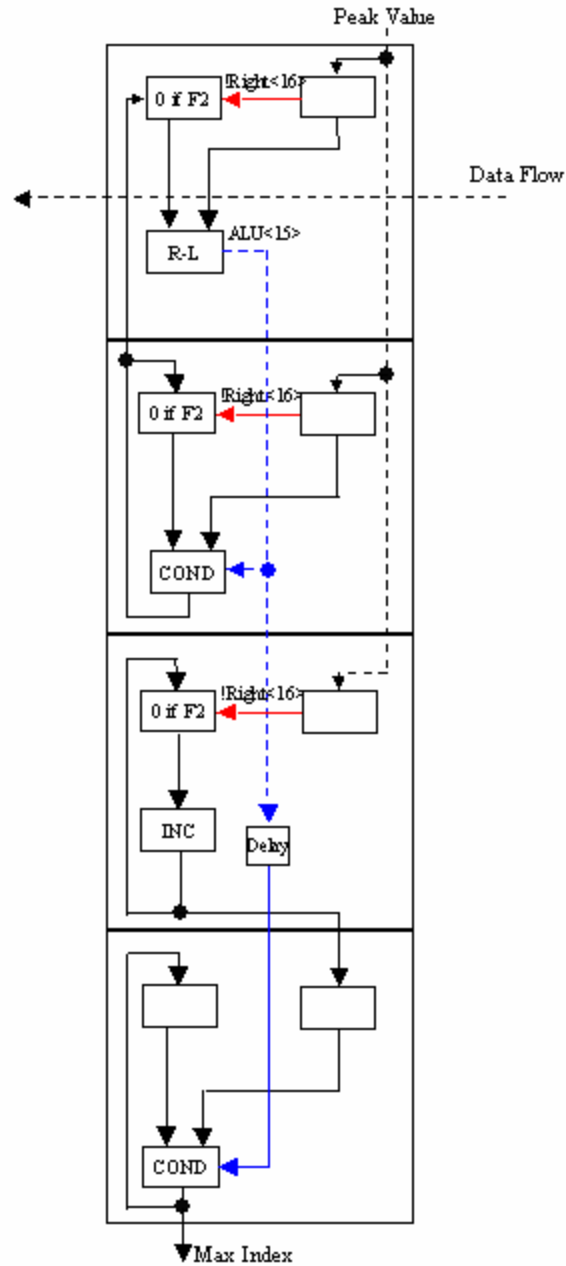 Peak Value
!Right<16>
0 if F2
Data Flow
ALU<15>
R-L
!Right<16>
0 if F2
COND
!Right<16>
0 if F2
INC
Delay
COND
Max Index